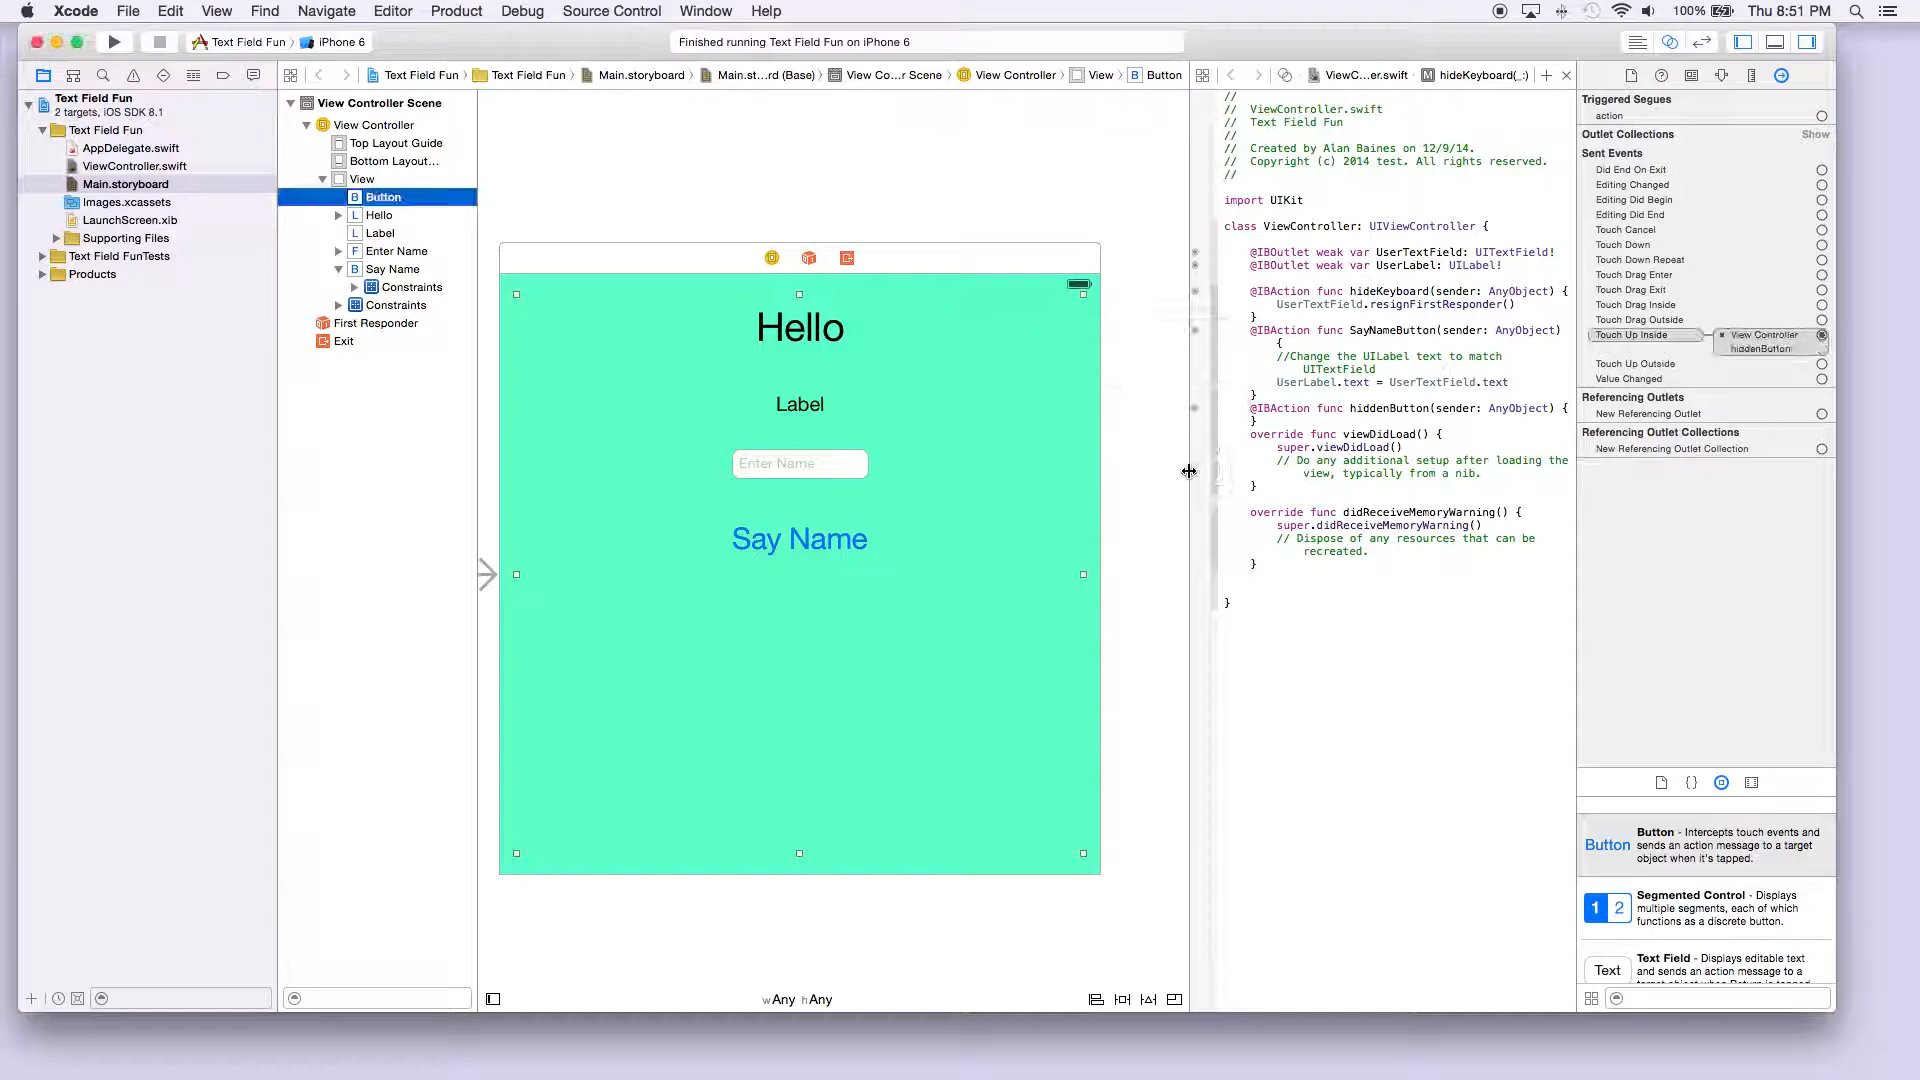 Xcode File Edit View Find Navigate Editor Product Debug Source Control Window Help 100% Thu 8:51 PM
Text Field Fun iPhone 6 Finished running Text Field Fun on iPhone 6
Text Field Fun Text Field Fun Main.storyboard Main.st...rd (Base) View Co...r Scene View Controller View B Button ViewC...er.swift M hideKeyboard(_:)
Text Field Fun
2 targets, iOS SDK 8.1
Text Field Fun
AppDelegate.swift
ViewController.swift
Main.storyboard
Images.xcassets
LaunchScreen.xib
Supporting Files
Text Field FunTests
Products
View Controller Scene
View Controller
Top Layout Guide
Bottom Layout...
View
B Button
L Hello
L Label
F Enter Name
B Say Name
Constraints
Constraints
First Responder
Exit
Hello
Label
Enter Name
Say Name
wAny hAny
//
// ViewController.swift
// Text Field Fun
//
// Created by Alan Baines on 12/9/14.
// Copyright (c) 2014 test. All rights reserved.
//
import UIKit
class ViewController: UIViewController {
@IBOutlet weak var UserTextField: UITextField!
@IBOutlet weak var UserLabel: UILabel!
@IBAction func hideKeyboard(sender: AnyObject) {
UserTextField.resignFirstResponder()
}
@IBAction func SayNameButton(sender: AnyObject)
{
//Change the UILabel text to match
UITextField
UserLabel.text = UserTextField.text
}
@IBAction func hiddenButton(sender: AnyObject) {
}
override func viewDidLoad() {
super.viewDidLoad()
// Do any additional setup after loading the
view, typically from a nib.
}
override func didReceiveMemoryWarning() {
super.didReceiveMemoryWarning()
// Dispose of any resources that can be
recreated.
}
}
Triggered Segues
action
Outlet Collections Show
Sent Events
Did End On Exit
Editing Changed
Editing Did Begin
Editing Did End
Touch Cancel
Touch Down
Touch Down Repeat
Touch Drag Enter
Touch Drag Exit
Touch Drag Inside
Touch Drag Outside
Touch Up Inside View Controller
hiddenButton:
Touch Up Outside
Value Changed
Referencing Outlets
New Referencing Outlet
Referencing Outlet Collections
New Referencing Outlet Collection
{ }
Button Button - Intercepts touch events and
sends an action message to a target
object when it's tapped.
1 2 Segmented Control - Displays
multiple segments, each of which
functions as a discrete button.
Text Text Field - Displays editable text
and sends an action message to a
target object when Return is tapped